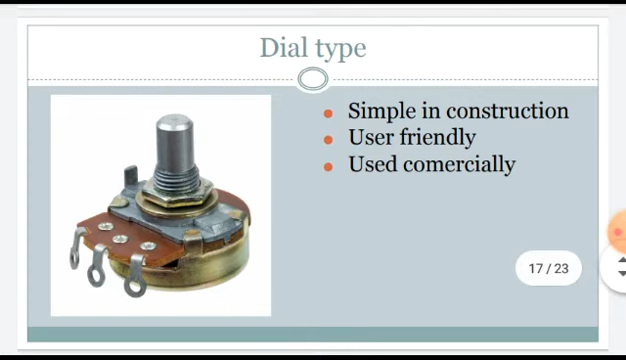 Dial type
Simple in construction
User friendly
Used comercially
17 / 23